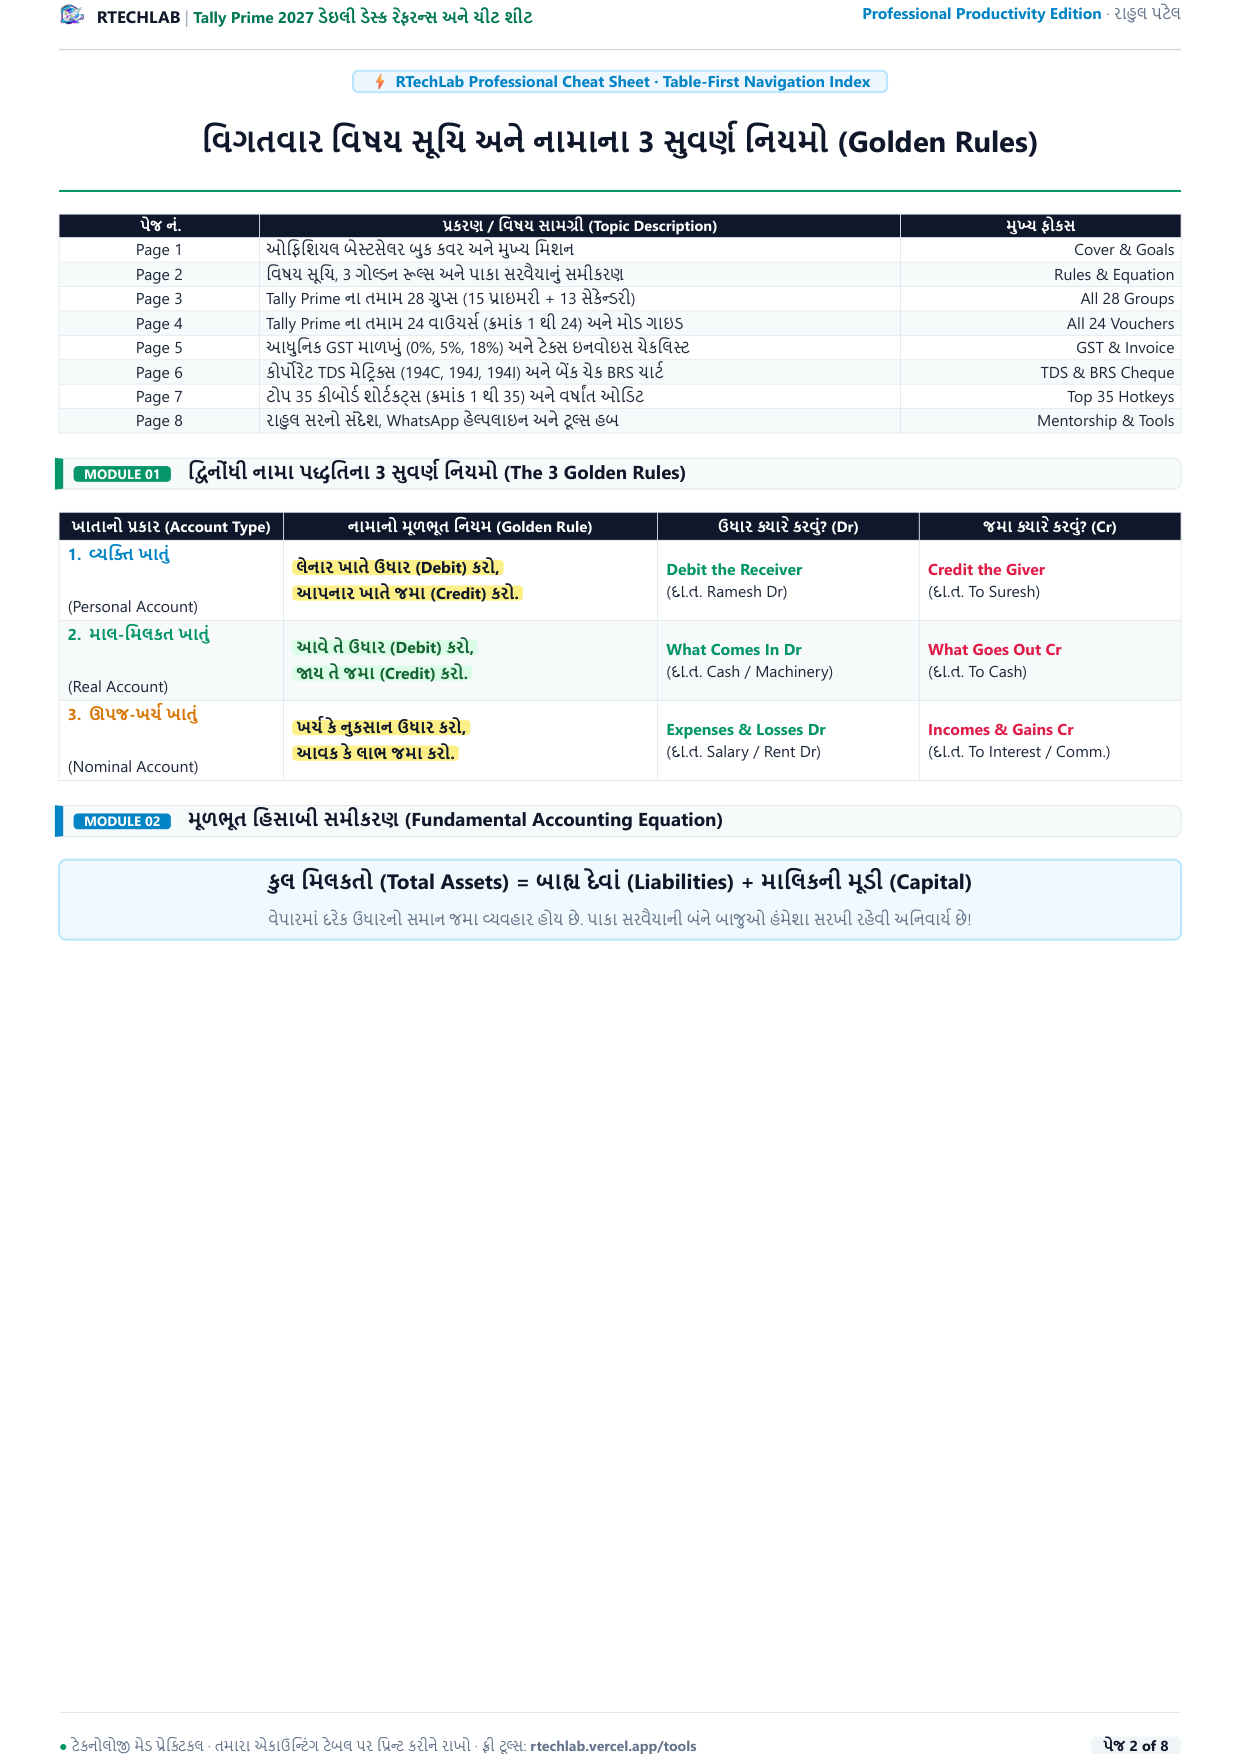 RTECHLAB | Tally Prime 2027 ડેઇલી ડેસ્ક રેફરન્સ અને ચીટ શીટ
Professional Productivity Edition · રાહુલ પટેલ
RTechLab Professional Cheat Sheet · Table-First Navigation Index
વિગતવાર વિષય સૂચિ અને નામાના 3 સુવર્ણ નિયમો (Golden Rules)
પેજ નં. પ્રકરણ / વિષય સામગ્રી (Topic Description) મુખ્ય ફોકસ
Page 1 ઓફિશિયલ બેસ્ટસેલર બુક કવર અને મુખ્ય મિશન Cover & Goals
Page 2 વિષય સૂચિ, 3 ગોલ્ડન રૂલ્સ અને પાકા સરવૈયાનું સમીકરણ Rules & Equation
Page 3 Tally Prime ના તમામ 28 ગ્રુપ્સ (15 પ્રાઇમરી + 13 સેકેન્ડરી) All 28 Groups
Page 4 Tally Prime ના તમામ 24 વાઉચર્સ (ક્રમાંક 1 થી 24) અને મોડ ગાઇડ All 24 Vouchers
Page 5 આધુનિક GST માળખું (0%, 5%, 18%) અને ટેક્સ ઇનવોઇસ ચેકલિસ્ટ GST & Invoice
Page 6 કોર્પોરેટ TDS મેટ્રિક્સ (194C, 194J, 194I) અને બેંક ચેક BRS ચાર્ટ TDS & BRS Cheque
Page 7 ટોપ 35 કીબોર્ડ શોર્ટકટ્સ (ક્રમાંક 1 થી 35) અને વર્ષાંત ઓડિટ Top 35 Hotkeys
Page 8 રાહુલ સરનો સંદેશ, WhatsApp હેલ્પલાઇન અને ટૂલ્સ હબ Mentorship & Tools
MODULE 01 દ્વિનોંધી નામા પદ્ધતિના 3 સુવર્ણ નિયમો (The 3 Golden Rules)
ખાતાનો પ્રકાર (Account Type) નામાનો મૂળભૂત નિયમ (Golden Rule) ઉધાર ક્યારે કરવું? (Dr) જમા ક્યારે કરવું? (Cr)
1. વ્યક્તિ ખાતું
(Personal Account)
લેનાર ખાતે ઉધાર (Debit) કરો,
આપનાર ખાતે જમા (Credit) કરો.
Debit the Receiver
(દા.ત. Ramesh Dr)
Credit the Giver
(દા.ત. To Suresh)
2. માલ-મિલકત ખાતું
(Real Account)
આવે તે ઉધાર (Debit) કરો,
જાય તે જમા (Credit) કરો.
What Comes In Dr
(દા.ત. Cash / Machinery)
What Goes Out Cr
(દા.ત. To Cash)
3. ઊપજ-ખર્ચ ખાતું
(Nominal Account)
ખર્ચ કે નુકસાન ઉધાર કરો,
આવક કે લાભ જમા કરો.
Expenses & Losses Dr
(દા.ત. Salary / Rent Dr)
Incomes & Gains Cr
(દા.ત. To Interest / Comm.)
MODULE 02 મૂળભૂત હિસાબી સમીકરણ (Fundamental Accounting Equation)
કુલ મિલકતો (Total Assets) = બાહ્ય દેવાં (Liabilities) + માલિકની મૂડી (Capital)
વેપારમાં દરેક ઉધારનો સમાન જમા વ્યવહાર હોય છે. પાકા સરવૈયાની બંને બાજુઓ હંમેશા સરખી રહેવી અનિવાર્ય છે!
● ટેકનોલોજી મેડ પ્રેક્ટિકલ · તમારા એકાઉન્ટિંગ ટેબલ પર પ્રિન્ટ કરીને રાખો · ફ્રી ટૂલ્સ: rtechlab.vercel.app/tools
પેજ 2 of 8